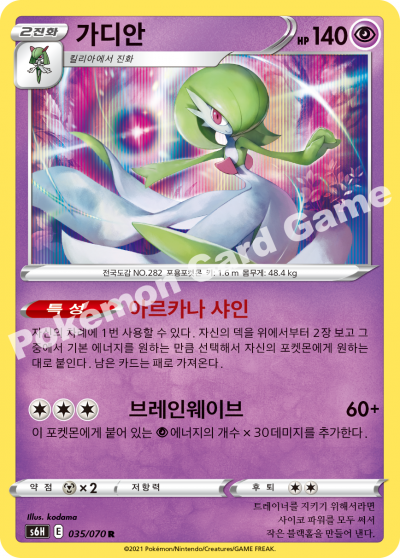 2진화
가디안
HP 140
킬리아에서 진화
전국도감 NO.282 포용포켓몬 키: 1.6 m 몸무게: 48.4 kg
Pokémon Card Game
특성 아르카나 샤인
자신의 차례에 1번 사용할 수 있다. 자신의 덱을 위에서부터 2장 보고 그
중에서 기본 에너지를 원하는 만큼 선택해서 자신의 포켓몬에게 원하는
대로 붙인다. 남은 카드는 패로 가져온다.
브레인웨이브 60+
이 포켓몬에게 붙어 있는 에너지의 개수 × 30데미지를 추가한다.
약점 ×2 저항력 후퇴
Illus. kodama
s6H E 035/070 R
트레이너를 지키기 위해서라면
사이코 파워를 모두 써서
작은 블랙홀을 만들어 낸다.
©2021 Pokémon/Nintendo/Creatures/GAME FREAK.